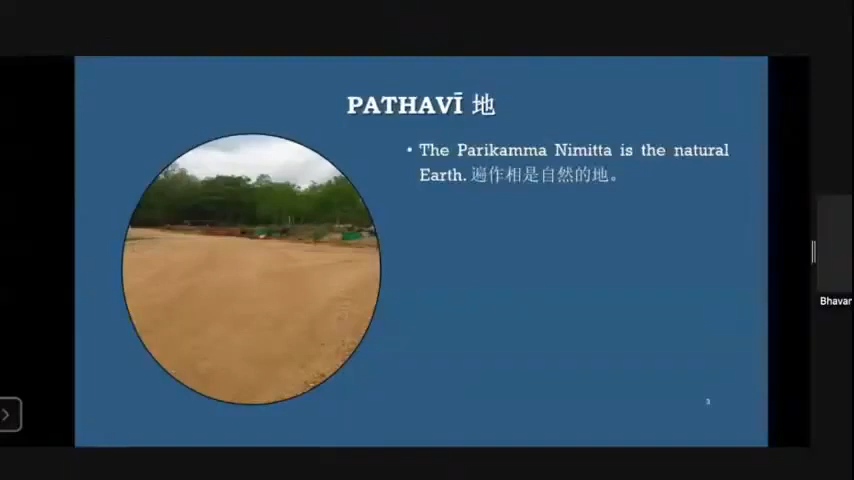 PATHAVĪ 地
• The Parikamma Nimitta is the natural
Earth. 遍作相是自然的地。
3
Bhavar